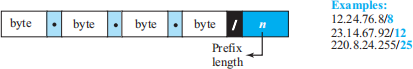 byte • byte • byte • byte / n
Prefix
length
Examples:
12.24.76.8/8
23.14.67.92/12
220.8.24.255/25